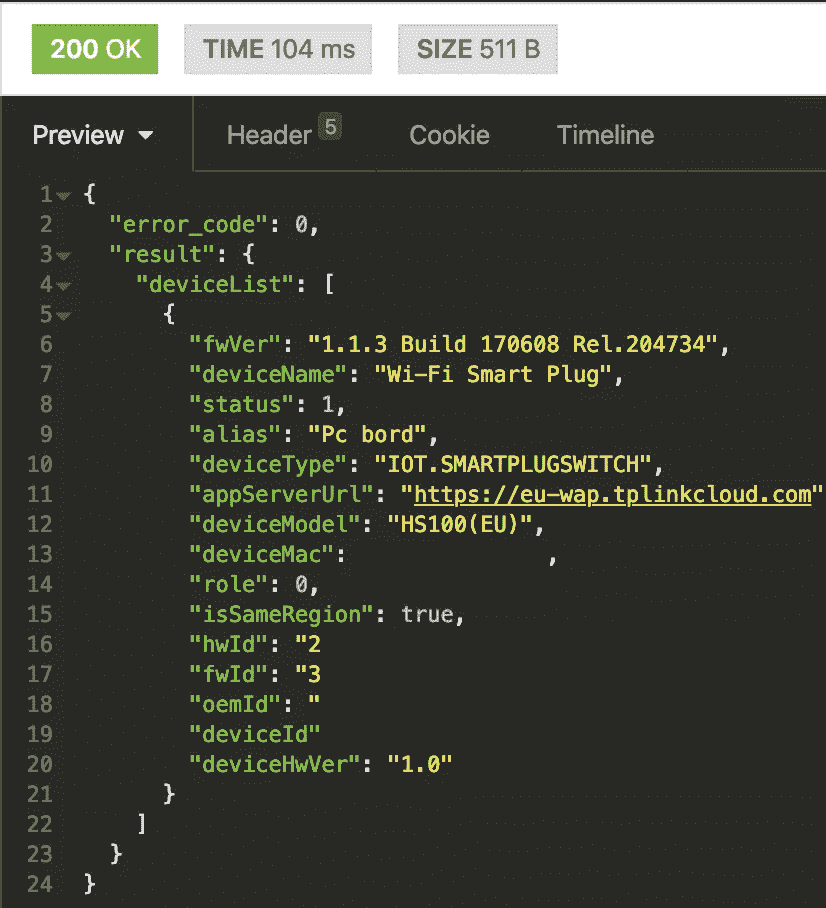 200 OK TIME 104 ms SIZE 511 B
Preview Header 5 Cookie Timeline
1 {
2 "error_code": 0,
3 "result": {
4 "deviceList": [
5 {
6 "fwVer": "1.1.3 Build 170608 Rel.204734",
7 "deviceName": "Wi-Fi Smart Plug",
8 "status": 1,
9 "alias": "Pc bord",
10 "deviceType": "IOT.SMARTPLUGSWITCH",
11 "appServerUrl": "https://eu-wap.tplinkcloud.com"
12 "deviceModel": "HS100(EU)",
13 "deviceMac": ,
14 "role": 0,
15 "isSameRegion": true,
16 "hwId": "2
17 "fwId": "3
18 "oemId": "
19 "deviceId"
20 "deviceHwVer": "1.0"
21 }
22 ]
23 }
24 }